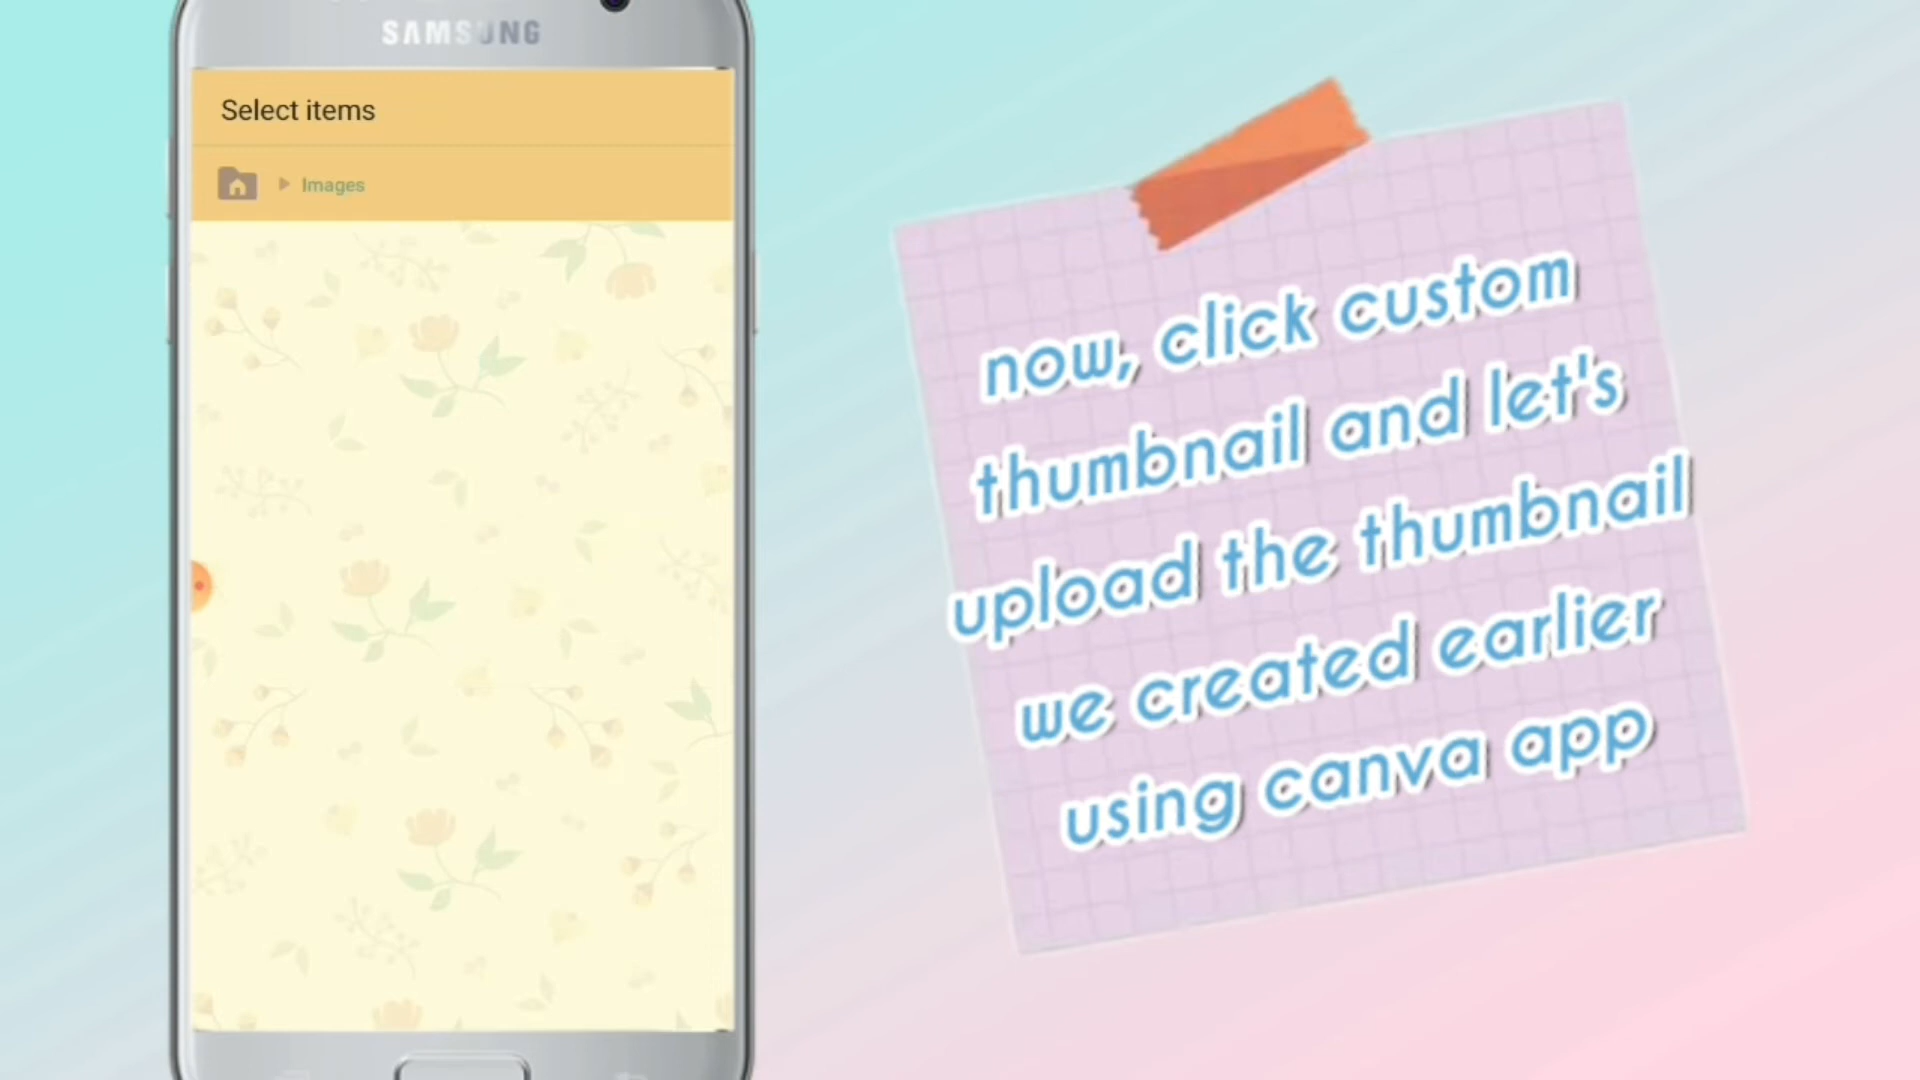 SAMSUNG
Select items
Images
now, click custom
thumbnail and let's
upload the thumbnail
we created earlier
using canva app